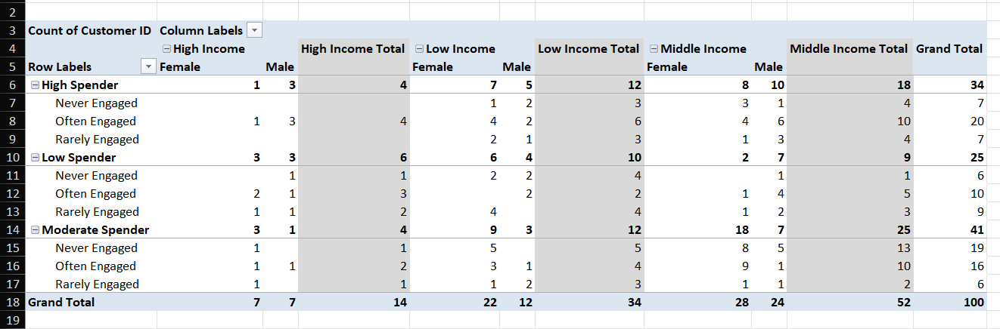 2
3 Count of Customer ID Column Labels
4 High Income High Income Total Low Income Low Income Total Middle Income Middle Income Total Grand Total
5 Row Labels Female Male Female Male Female Male
6 High Spender 1 3 4 7 5 12 8 10 18 34
7 Never Engaged 1 2 3 3 1 4 7
8 Often Engaged 1 3 4 4 2 6 4 6 10 20
9 Rarely Engaged 2 1 3 1 3 4 7
10 Low Spender 3 3 6 6 4 10 2 7 9 25
11 Never Engaged 1 1 2 2 4 1 1 6
12 Often Engaged 2 1 3 2 2 1 4 5 10
13 Rarely Engaged 1 1 2 4 4 1 2 3 9
14 Moderate Spender 3 1 4 9 3 12 18 7 25 41
15 Never Engaged 1 1 5 5 8 5 13 19
16 Often Engaged 1 1 2 3 1 4 9 1 10 16
17 Rarely Engaged 1 1 1 2 3 1 1 2 6
18 Grand Total 7 7 14 22 12 34 28 24 52 100
19